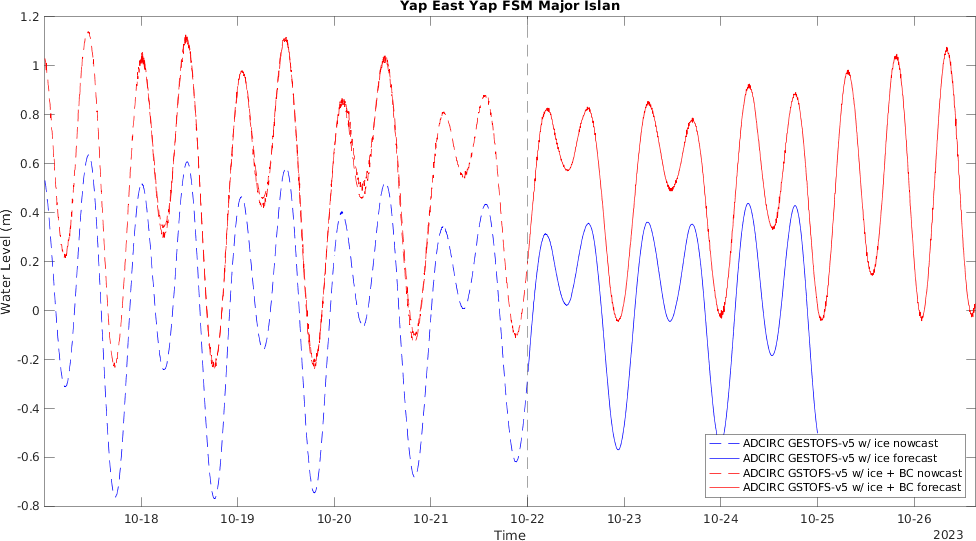 Yap East Yap FSM Major Islan
Water Level (m)
1.2
1
0.8
0.6
0.4
0.2
0
-0.2
-0.4
-0.6
-0.8
ADCIRC GESTOFS-v5 w/ ice nowcast
ADCIRC GESTOFS-v5 w/ ice forecast
ADCIRC GSTOFS-v5 w/ ice + BC nowcast
ADCIRC GSTOFS-v5 w/ ice + BC forecast
10-18 10-19 10-20 10-21 10-22 10-23 10-24 10-25 10-26
Time
2023